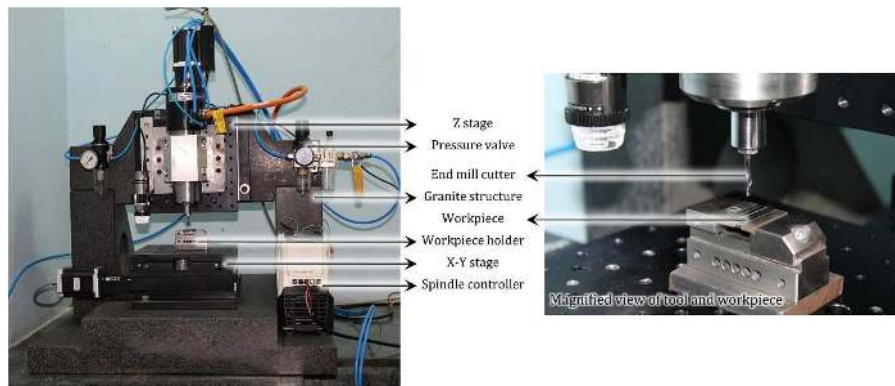 Z stage
Pressure valve
End mill cutter
Granite structure
Workpiece
Workpiece holder
X-Y stage
Spindle controller
Magnified view of tool and workpiece